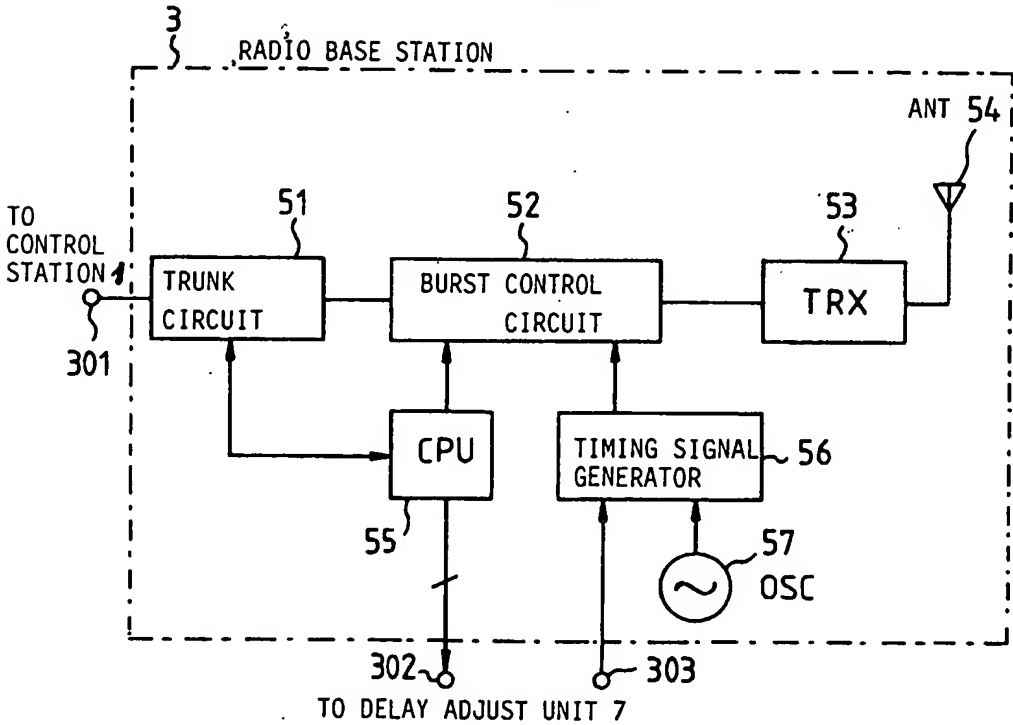 3
RADIO BASE STATION
ANT 54
TO
CONTROL
STATION 1
301
51
TRUNK
CIRCUIT
52
BURST CONTROL
CIRCUIT
53
TRX
CPU
55
TIMING SIGNAL
GENERATOR
56
57
OSC
302
303
TO DELAY ADJUST UNIT 7